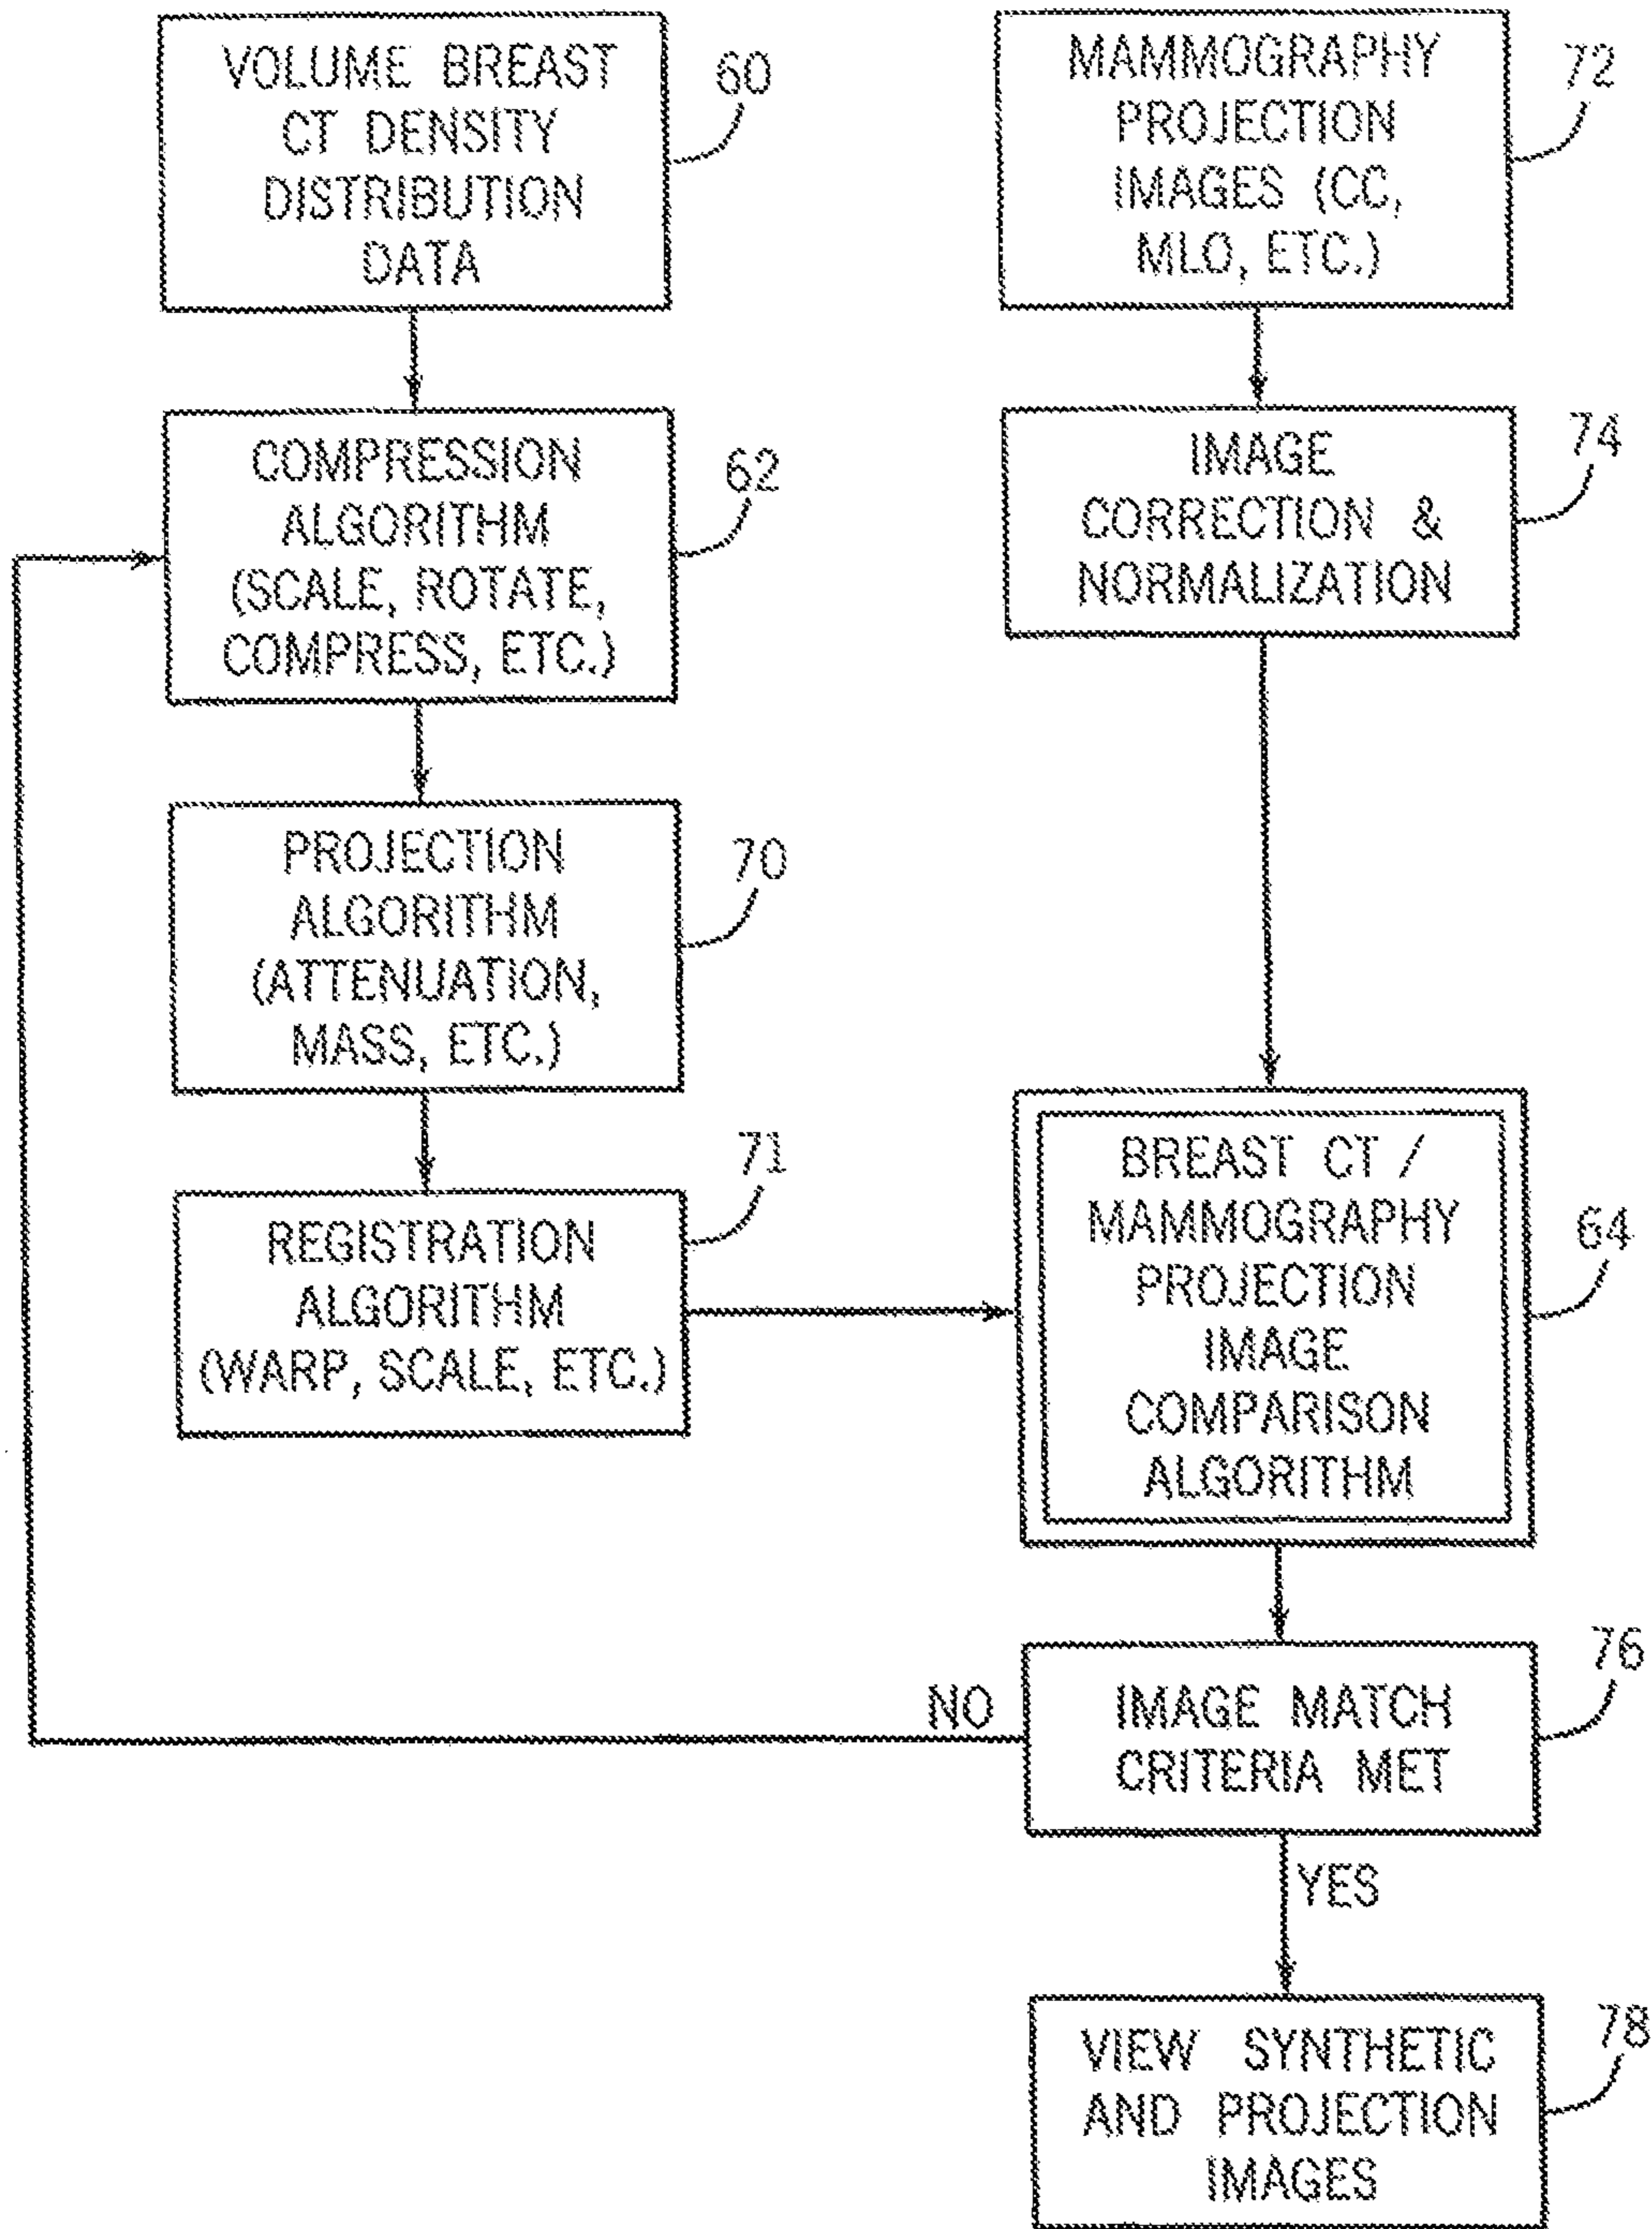 VOLUME BREAST
CT DENSITY
DISTRIBUTION
DATA
60
COMPRESSION
ALGORITHM
(SCALE, ROTATE,
COMPRESS, ETC.)
62
PROJECTION
ALGORITHM
(ATTENUATION,
MASS, ETC.)
70
REGISTRATION
ALGORITHM
(WARP, SCALE, ETC.)
71
MAMMOGRAPHY
PROJECTION
IMAGES (CC,
MLO, ETC.)
72
IMAGE
CORRECTION &
NORMALIZATION
74
BREAST CT /
MAMMOGRAPHY
PROJECTION
IMAGE
COMPARISON
ALGORITHM
64
IMAGE MATCH
CRITERIA MET
76
NO
YES
VIEW SYNTHETIC
AND PROJECTION
IMAGES
78